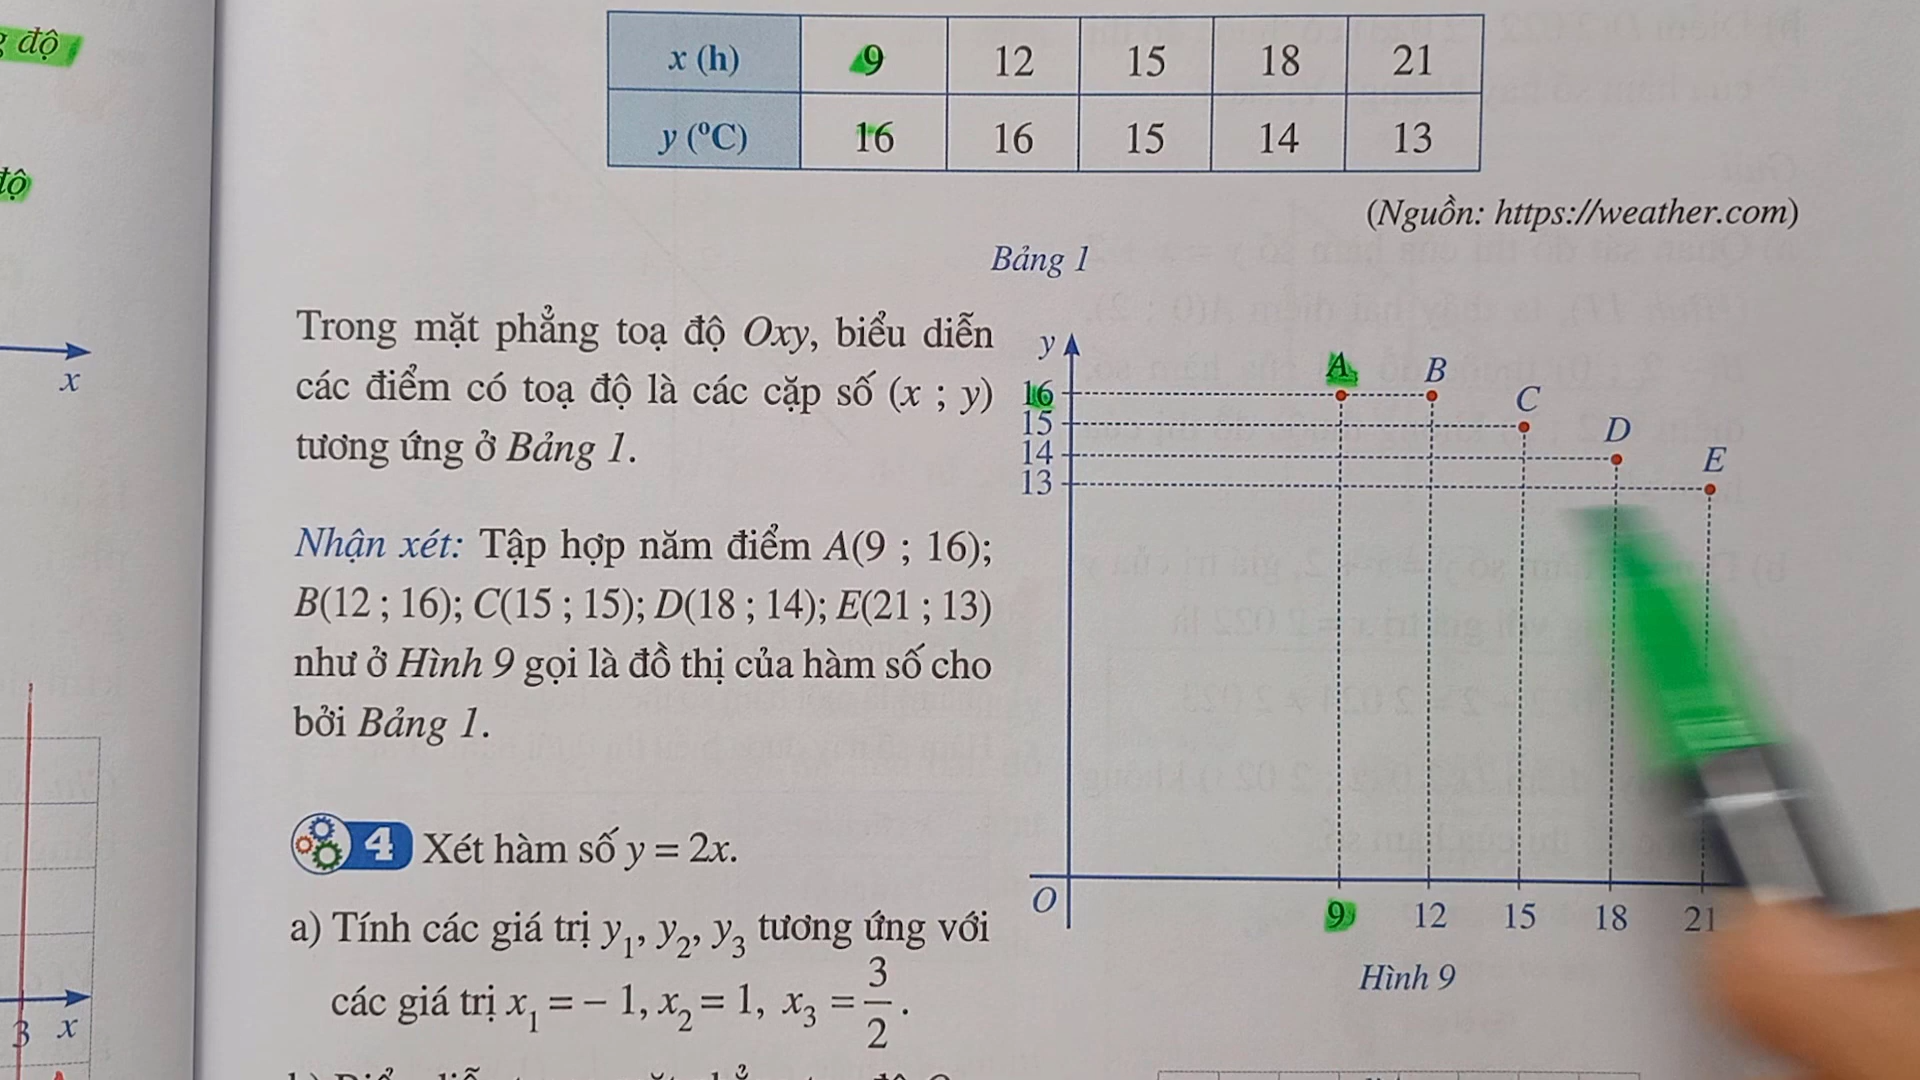 độ
độ
x
3 x
x (h) 9 12 15 18 21
y (°C) 16 16 15 14 13
(Nguồn: https://weather.com)
Bảng 1
Trong mặt phẳng toạ độ Oxy, biểu diễn
các điểm có toạ độ là các cặp số (x ; y)
tương ứng ở Bảng 1.
Nhận xét: Tập hợp năm điểm A(9 ; 16);
B(12 ; 16); C(15 ; 15); D(18 ; 14); E(21 ; 13)
như ở Hình 9 gọi là đồ thị của hàm số cho
bởi Bảng 1.
4 Xét hàm số y = 2x.
a) Tính các giá trị y₁, y₂, y₃ tương ứng với
các giá trị x₁ = − 1, x₂ = 1, x₃ = 3/2 .
y
A B
C
D
E
16
15
14
13
O 9 12 15 18 21
Hình 9